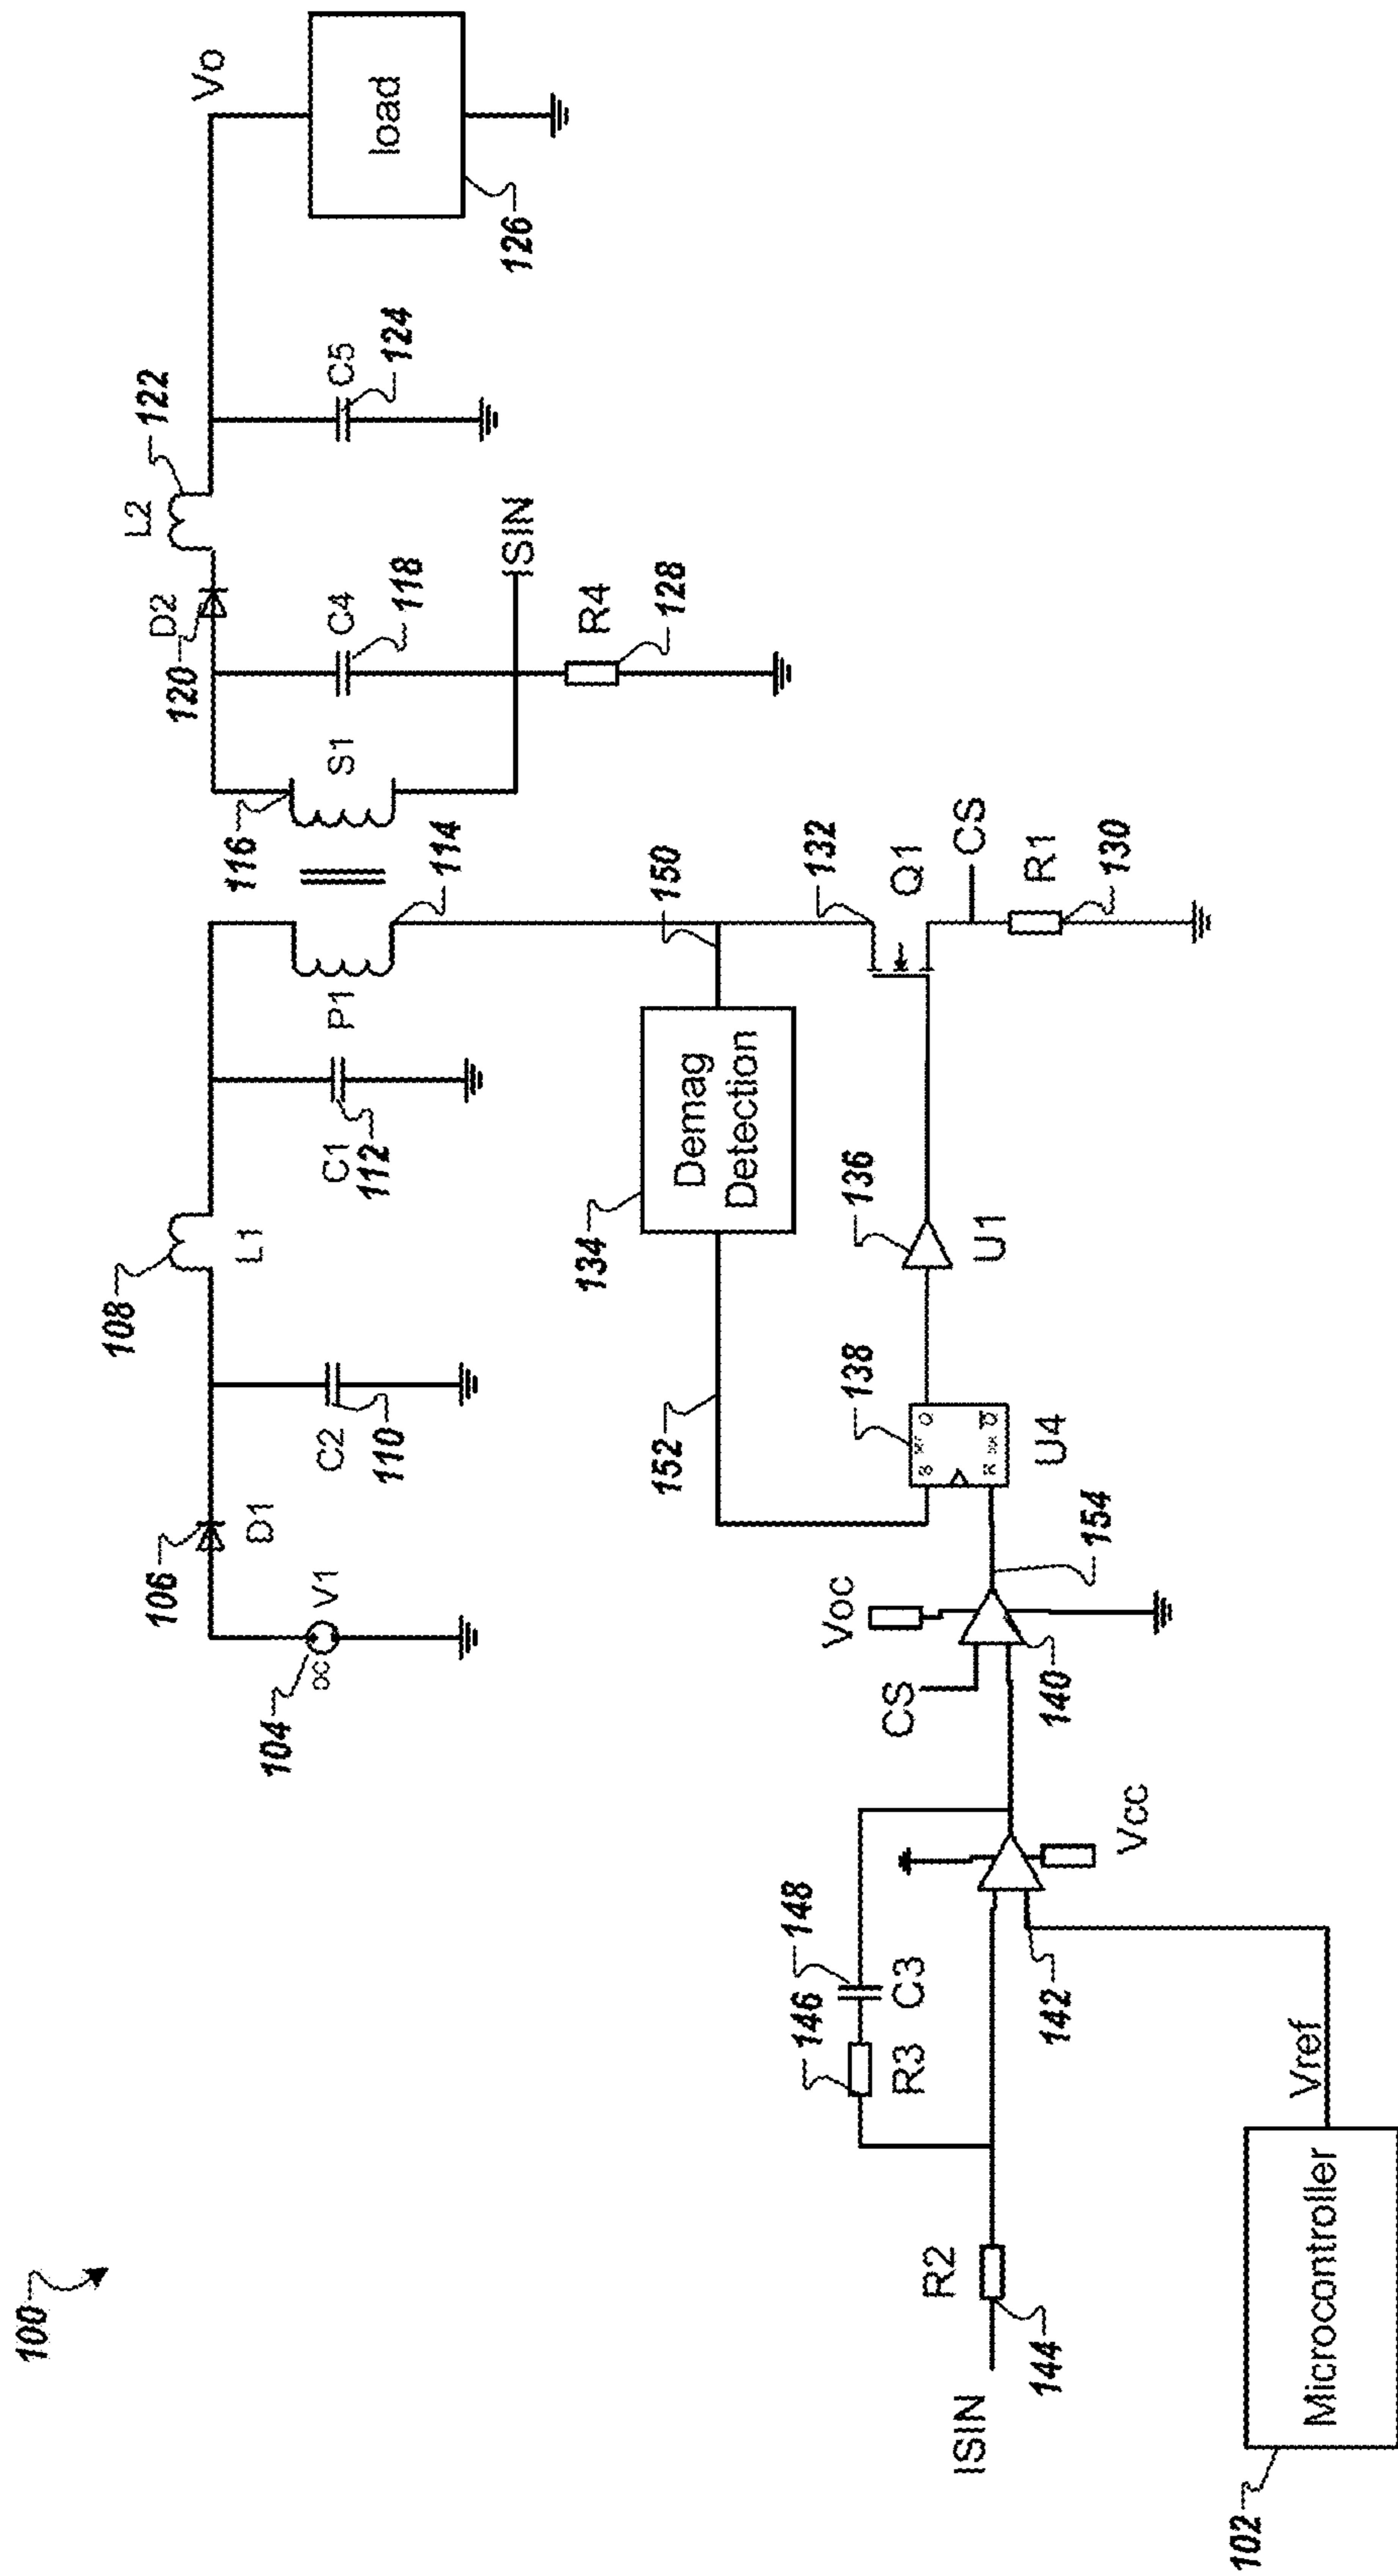 100
104
DC
V1
106
D1
C2
110
108
L1
C1
112
P1
114
116
S1
120
D2
C4
118
ISIN
R4
128
L2
122
C5
124
Vo
load
126
134
Demag
Detection
150
152
132
Q1
CS
R1
130
136
U1
138
S
Q
R
Q
U4
154
Voc
CS
140
Vcc
142
146
148
R3
C3
R2
ISIN
144
Vref
Microcontroller
102